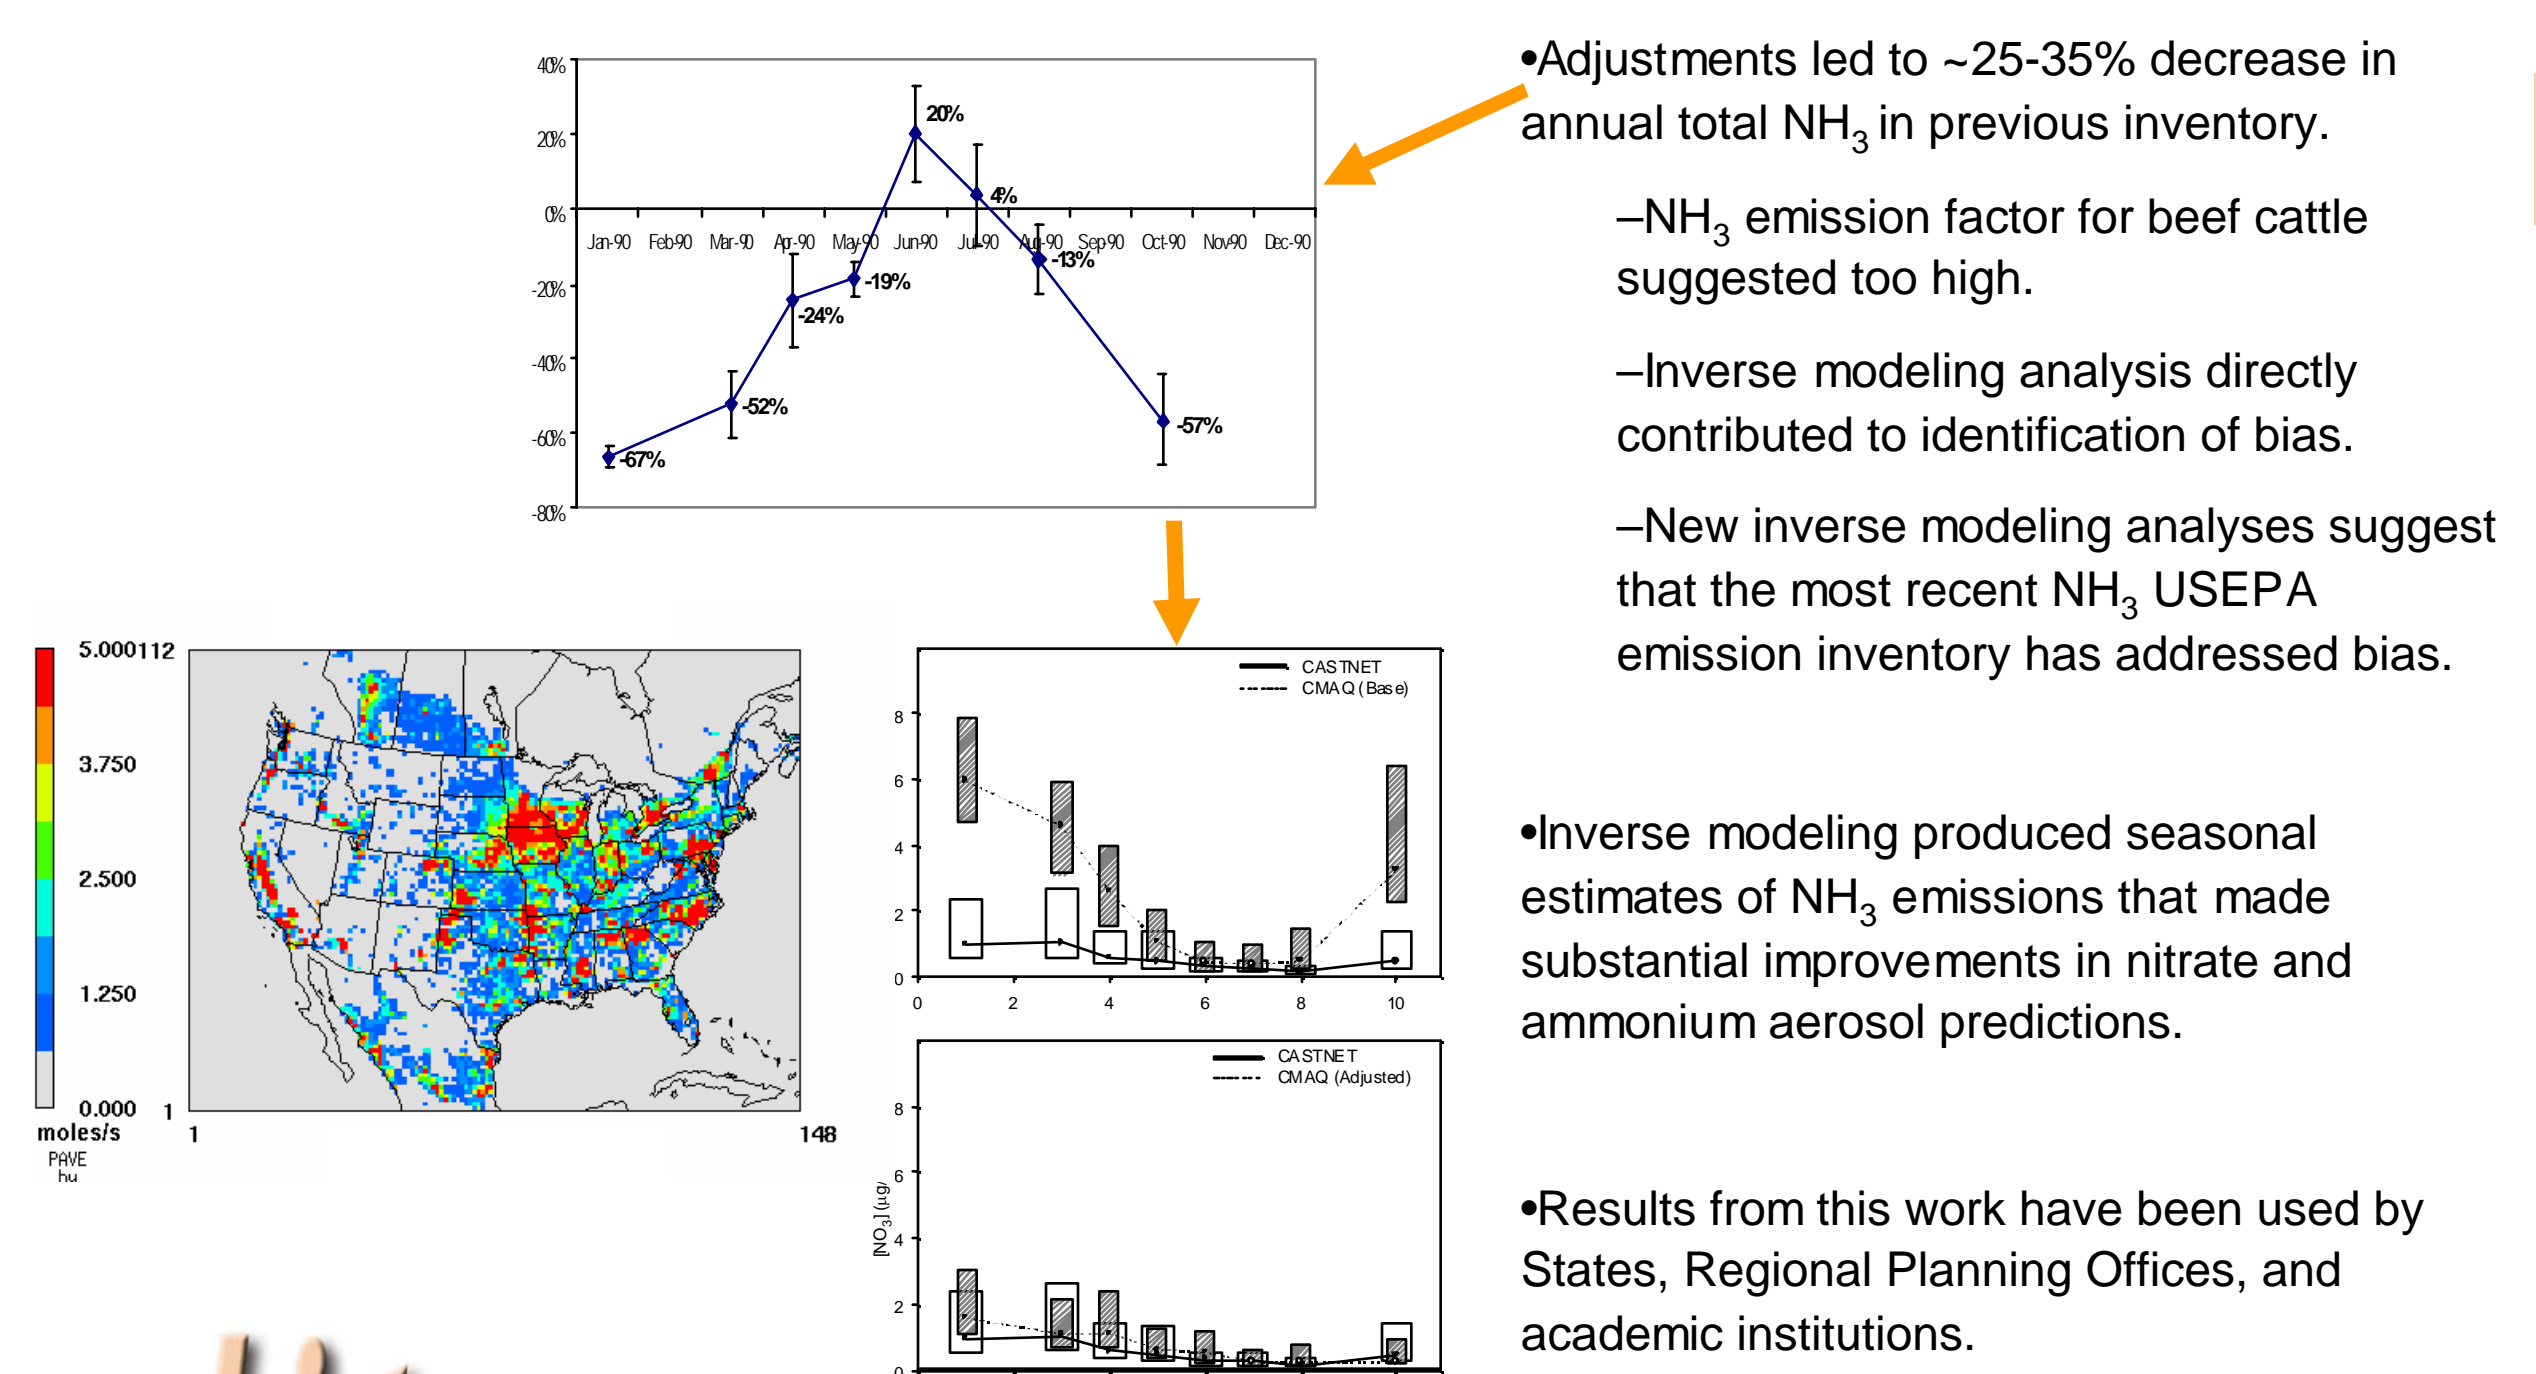 40%
20%
0%
-20%
-40%
-60%
-80%
Jan-90 Feb-90 Mar-90 Apr-90 May-90 Jun-90 Jul-90 Aug-90 Sep-90 Oct-90 Nov-90 Dec-90
-67%
-52%
-24%
-19%
20%
4%
-13%
-57%
•Adjustments led to ~25-35% decrease in
annual total NH3 in previous inventory.
–NH3 emission factor for beef cattle
suggested too high.
–Inverse modeling analysis directly
contributed to identification of bias.
–New inverse modeling analyses suggest
that the most recent NH3 USEPA
emission inventory has addressed bias.
•Inverse modeling produced seasonal
estimates of NH3 emissions that made
substantial improvements in nitrate and
ammonium aerosol predictions.
•Results from this work have been used by
States, Regional Planning Offices, and
academic institutions.
5.000 112
3.750
2.500
1.250
0.000 1
moles/s
1 148
PAVE
CASTNET
CMAQ (Base)
8
6
4
2
0
0 2 4 6 8 10
CASTNET
CMAQ (Adjusted)
[NO3] (µg/
8
6
4
2
0